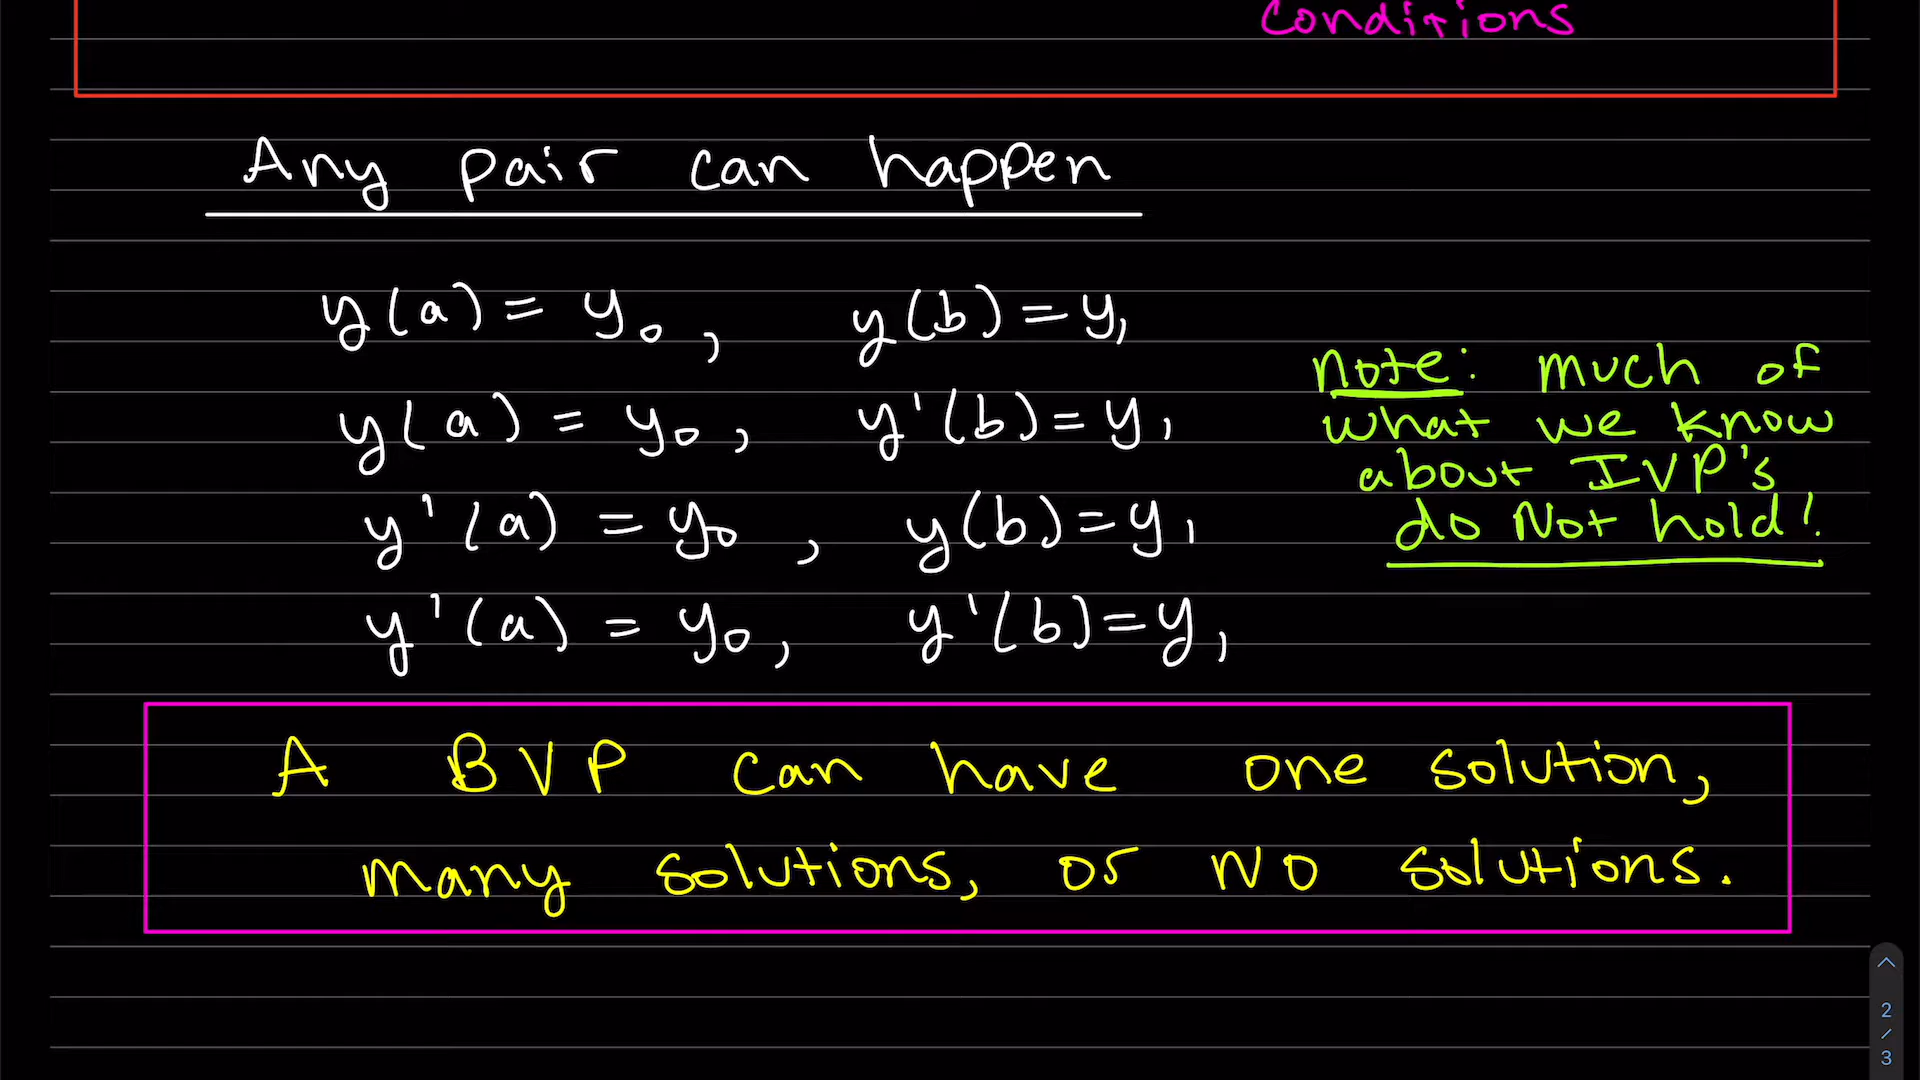 conditions
Any pair can happen
y(a) = y₀, y(b) = y₁
y(a) = y₀, y'(b) = y₁
y'(a) = y₀, y(b) = y₁
y'(a) = y₀, y'(b) = y₁
note: much of
what we know
about IVP's
do Not hold!
A BVP can have one solution,
many solutions, or NO solutions.
2
/
3